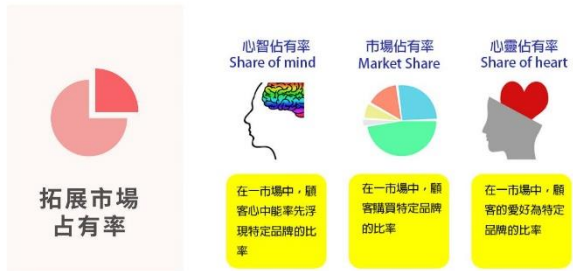 拓展市場
占有率
心智佔有率
Share of mind
在一市場中，顧
客心中能率先浮
現特定品牌的比
率
市場佔有率
Market Share
在一市場中，顧
客購買特定品牌
的比率
心靈佔有率
Share of heart
在一市場中，顧
客的愛好為特定
品牌的比率